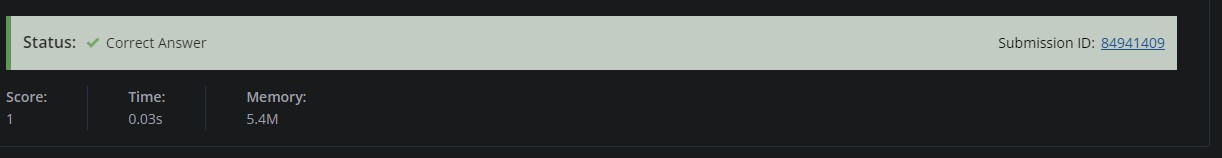 Status: ✔ Correct Answer Submission ID: 84941409
Score: Time: Memory:
1 0.03s 5.4M